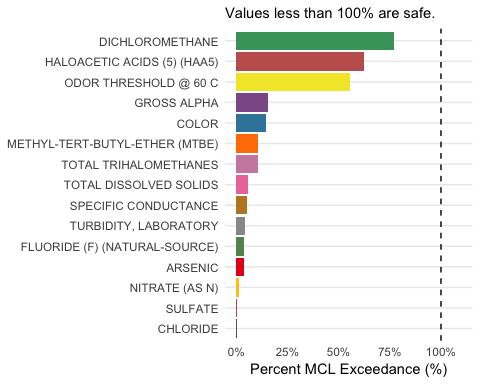 Values less than 100% are safe.
DICHLOROMETHANE
HALOACETIC ACIDS (5) (HAA5)
ODOR THRESHOLD @ 60 C
GROSS ALPHA
COLOR
METHYL-TERT-BUTYL-ETHER (MTBE)
TOTAL TRIHALOMETHANES
TOTAL DISSOLVED SOLIDS
SPECIFIC CONDUCTANCE
TURBIDITY, LABORATORY
FLUORIDE (F) (NATURAL-SOURCE)
ARSENIC
NITRATE (AS N)
SULFATE
CHLORIDE
0% 25% 50% 75% 100%
Percent MCL Exceedance (%)